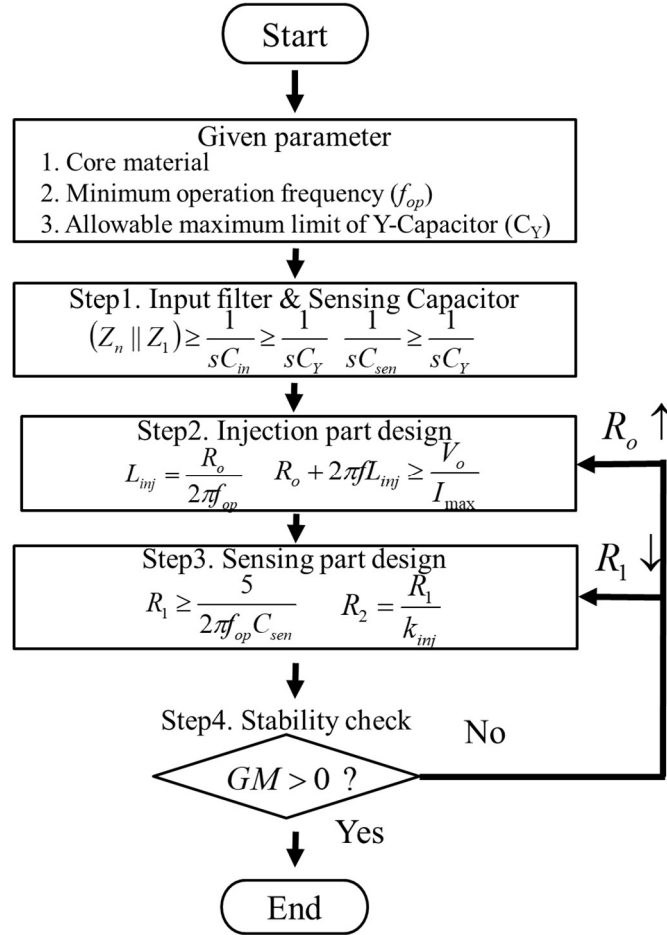 Start
Given parameter
1. Core material
2. Minimum operation frequency (f_op)
3. Allowable maximum limit of Y-Capacitor (C_Y)
Step1. Input filter & Sensing Capacitor
(Z_n || Z_1) ≥ 1/(sC_in) ≥ 1/(sC_Y) 1/(sC_sen) ≥ 1/(sC_Y)
Step2. Injection part design
L_inj = R_o/(2πf_op) R_o + 2πfL_inj ≥ V_o/I_max
R_o ↑
Step3. Sensing part design
R_1 ≥ 5/(2πf_op C_sen) R_2 = R_1/k_inj
R_1 ↓
Step4. Stability check
No
GM > 0 ?
Yes
End